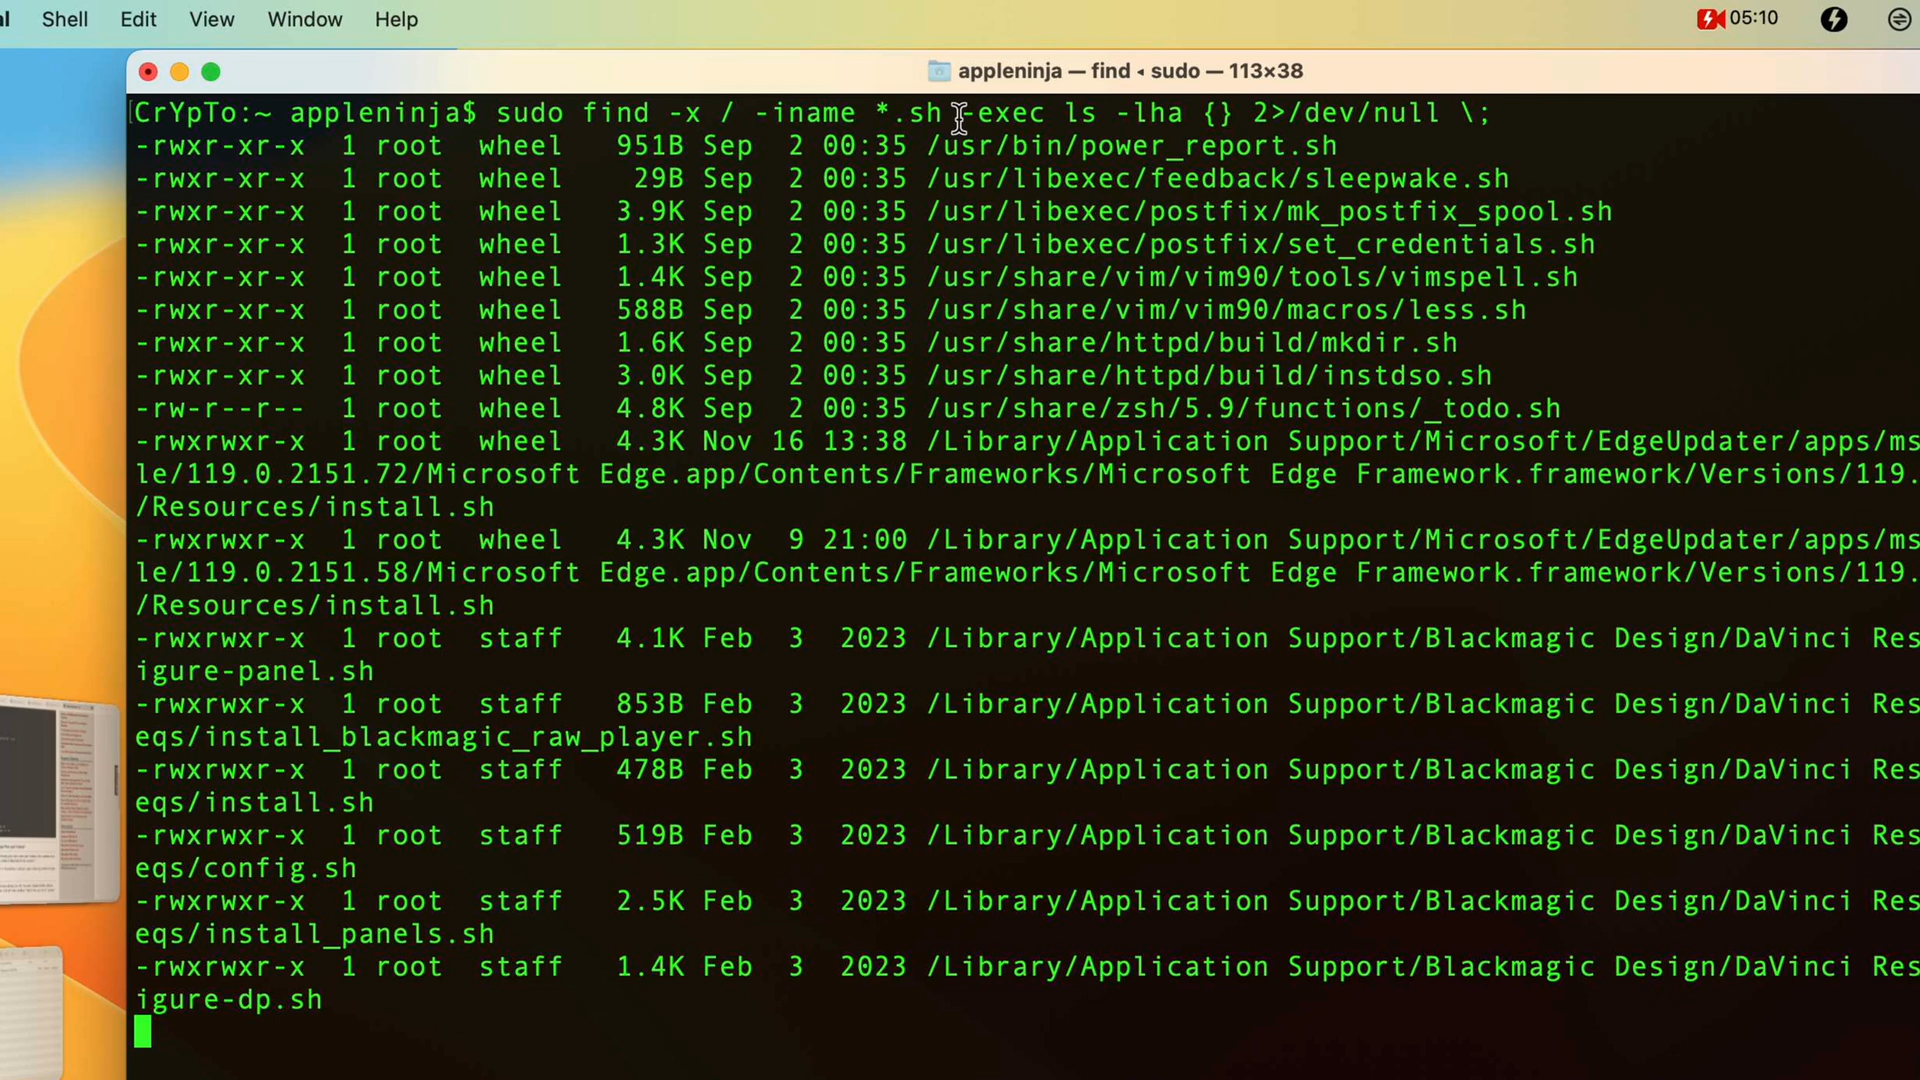 Shell Edit View Window Help 05:10
appleninja — find ◂ sudo — 113×38
CrYpTo:~ appleninja$ sudo find -x / -iname *.sh -exec ls -lha {} 2>/dev/null \;
-rwxr-xr-x 1 root wheel 951B Sep 2 00:35 /usr/bin/power_report.sh
-rwxr-xr-x 1 root wheel 29B Sep 2 00:35 /usr/libexec/feedback/sleepwake.sh
-rwxr-xr-x 1 root wheel 3.9K Sep 2 00:35 /usr/libexec/postfix/mk_postfix_spool.sh
-rwxr-xr-x 1 root wheel 1.3K Sep 2 00:35 /usr/libexec/postfix/set_credentials.sh
-rwxr-xr-x 1 root wheel 1.4K Sep 2 00:35 /usr/share/vim/vim90/tools/vimspell.sh
-rwxr-xr-x 1 root wheel 588B Sep 2 00:35 /usr/share/vim/vim90/macros/less.sh
-rwxr-xr-x 1 root wheel 1.6K Sep 2 00:35 /usr/share/httpd/build/mkdir.sh
-rwxr-xr-x 1 root wheel 3.0K Sep 2 00:35 /usr/share/httpd/build/instdso.sh
-rw-r--r-- 1 root wheel 4.8K Sep 2 00:35 /usr/share/zsh/5.9/functions/_todo.sh
-rwxrwxr-x 1 root wheel 4.3K Nov 16 13:38 /Library/Application Support/Microsoft/EdgeUpdater/apps/ms
le/119.0.2151.72/Microsoft Edge.app/Contents/Frameworks/Microsoft Edge Framework.framework/Versions/119.
/Resources/install.sh
-rwxrwxr-x 1 root wheel 4.3K Nov 9 21:00 /Library/Application Support/Microsoft/EdgeUpdater/apps/ms
le/119.0.2151.58/Microsoft Edge.app/Contents/Frameworks/Microsoft Edge Framework.framework/Versions/119.
/Resources/install.sh
-rwxrwxr-x 1 root staff 4.1K Feb 3 2023 /Library/Application Support/Blackmagic Design/DaVinci Res
igure-panel.sh
-rwxrwxr-x 1 root staff 853B Feb 3 2023 /Library/Application Support/Blackmagic Design/DaVinci Res
eqs/install_blackmagic_raw_player.sh
-rwxrwxr-x 1 root staff 478B Feb 3 2023 /Library/Application Support/Blackmagic Design/DaVinci Res
eqs/install.sh
-rwxrwxr-x 1 root staff 519B Feb 3 2023 /Library/Application Support/Blackmagic Design/DaVinci Res
eqs/config.sh
-rwxrwxr-x 1 root staff 2.5K Feb 3 2023 /Library/Application Support/Blackmagic Design/DaVinci Res
eqs/install_panels.sh
-rwxrwxr-x 1 root staff 1.4K Feb 3 2023 /Library/Application Support/Blackmagic Design/DaVinci Res
igure-dp.sh